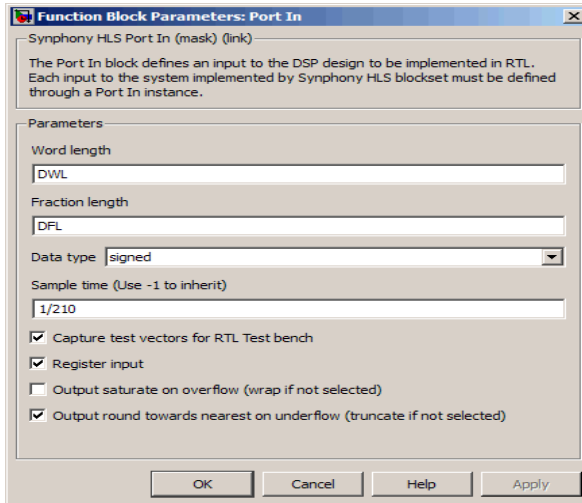 Function Block Parameters: Port In
Synphony HLS Port In (mask) (link)
The Port In block defines an input to the DSP design to be implemented in RTL.
Each input to the system implemented by Synphony HLS blockset must be defined
through a Port In instance.
Parameters
Word length
DWL
Fraction length
DFL
Data type signed
Sample time (Use -1 to inherit)
1/210
Capture test vectors for RTL Test bench
Register input
Output saturate on overflow (wrap if not selected)
Output round towards nearest on underflow (truncate if not selected)
OK Cancel Help Apply